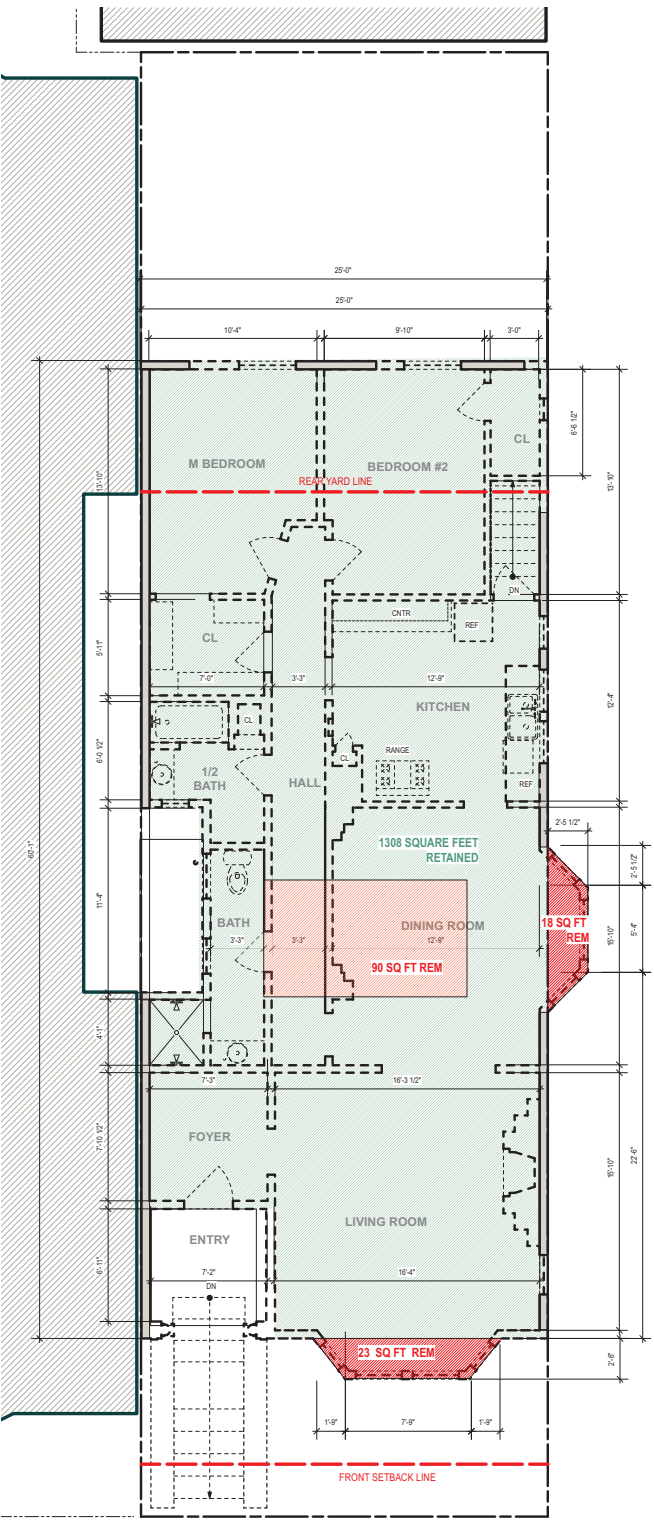 25'-0"
25'-0"
10'-4"
9'-10"
3'-0"
6'-6 1/2"
CL
M BEDROOM
BEDROOM #2
REAR YARD LINE
13'-10"
13'-10"
DN
CNTR
REF
CL
5'-11"
7'-0"
3'-3"
12'-9"
12'-4"
KITCHEN
CL
RANGE
CL
6'-0 1/2"
1/2
BATH
HALL
REF
60'-1"
2'-5 1/2"
1308 SQUARE FEET
RETAINED
2'-5 1/2"
11'-4"
BATH
DINING ROOM
18 SQ FT
REM
5'-4"
15'-10"
3'-3"
3'-3"
12'-9"
90 SQ FT REM
4'-1"
7'-3"
16'-3 1/2"
7'-10 1/2"
FOYER
15'-10"
22'-6"
LIVING ROOM
ENTRY
6'-11"
7'-2"
16'-4"
DN
23 SQ FT REM
2'-6"
1'-9"
7'-9"
1'-9"
FRONT SETBACK LINE